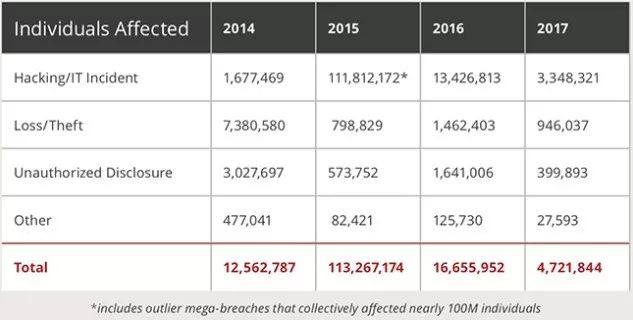 Individuals Affected 2014 2015 2016 2017
Hacking/IT Incident 1,677,469 111,812,172* 13,426,813 3,348,321
Loss/Theft 7,380,580 798,829 1,462,403 946,037
Unauthorized Disclosure 3,027,697 573,752 1,641,006 399,893
Other 477,041 82,421 125,730 27,593
Total 12,562,787 113,267,174 16,655,952 4,721,844
*includes outlier mega-breaches that collectively affected nearly 100M individuals